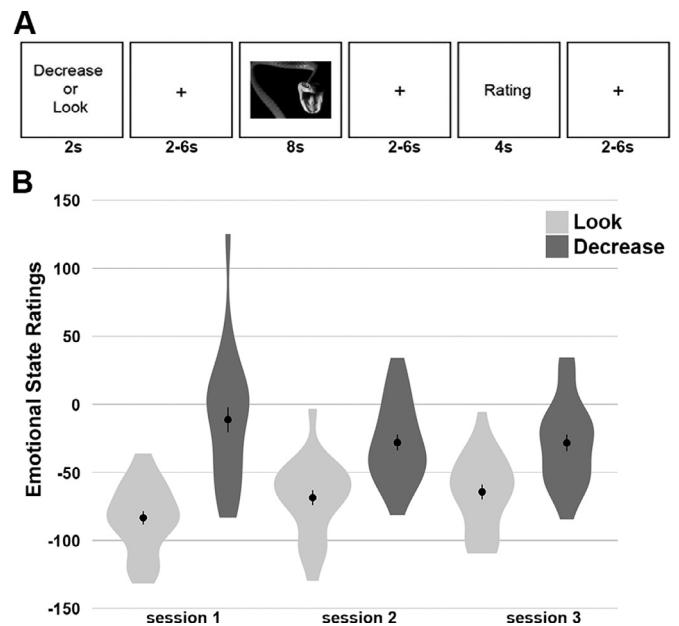 A
Decrease
or
Look
+
+
Rating
+
2s
2-6s
8s
2-6s
4s
2-6s
B
Emotional State Ratings
150
100
50
0
-50
-100
-150
Look
Decrease
session 1
session 2
session 3